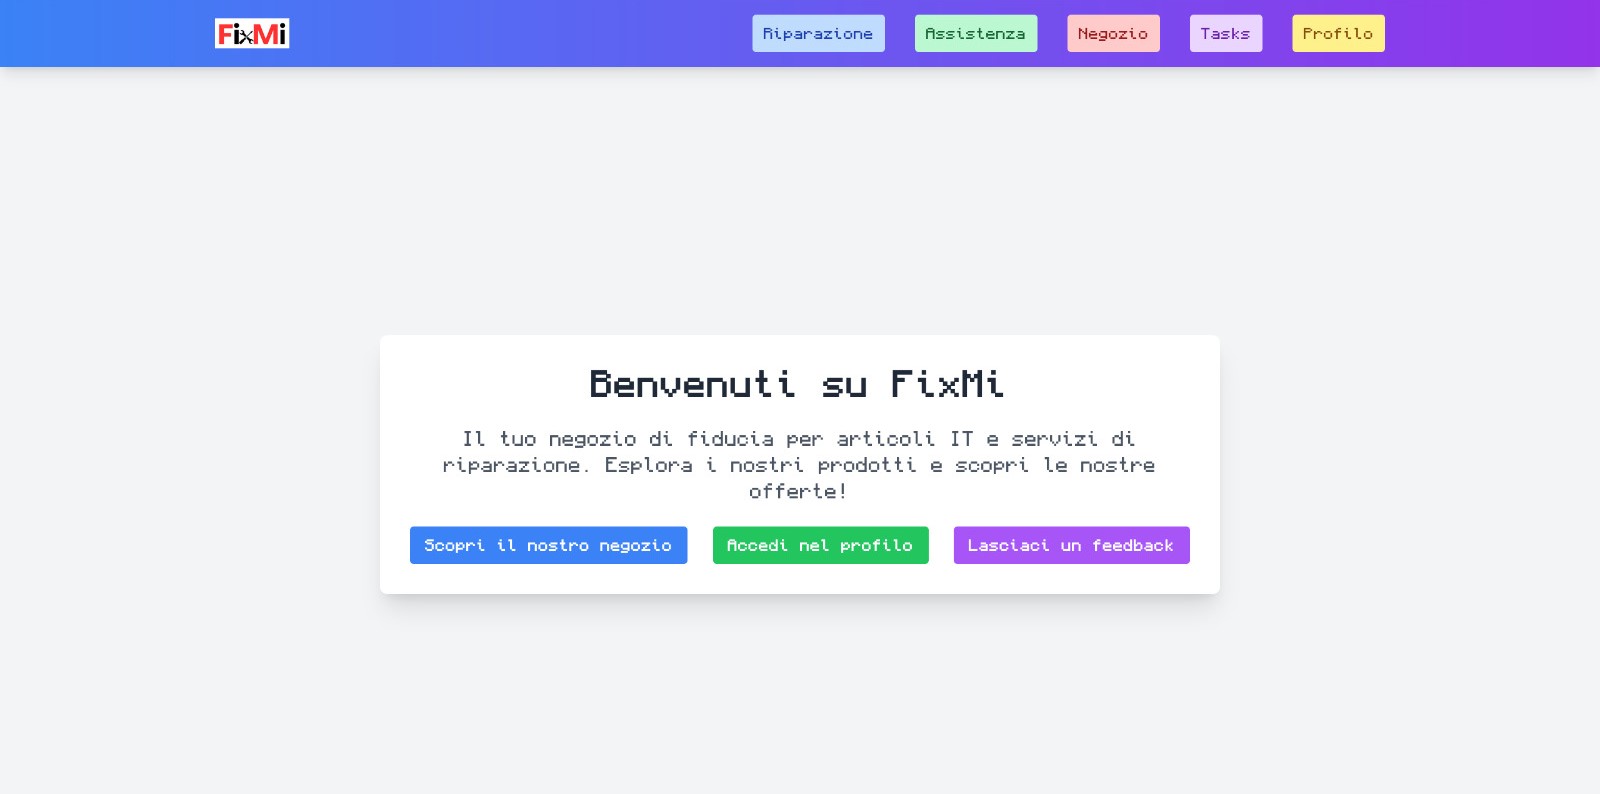 FixMi
Riparazione
Assistenza
Negozio
Tasks
Profilo
Benvenuti su FixMi
Il tuo negozio di fiducia per articoli IT e servizi di
riparazione. Esplora i nostri prodotti e scopri le nostre
offerte!
Scopri il nostro negozio
Accedi nel profilo
Lasciaci un feedback